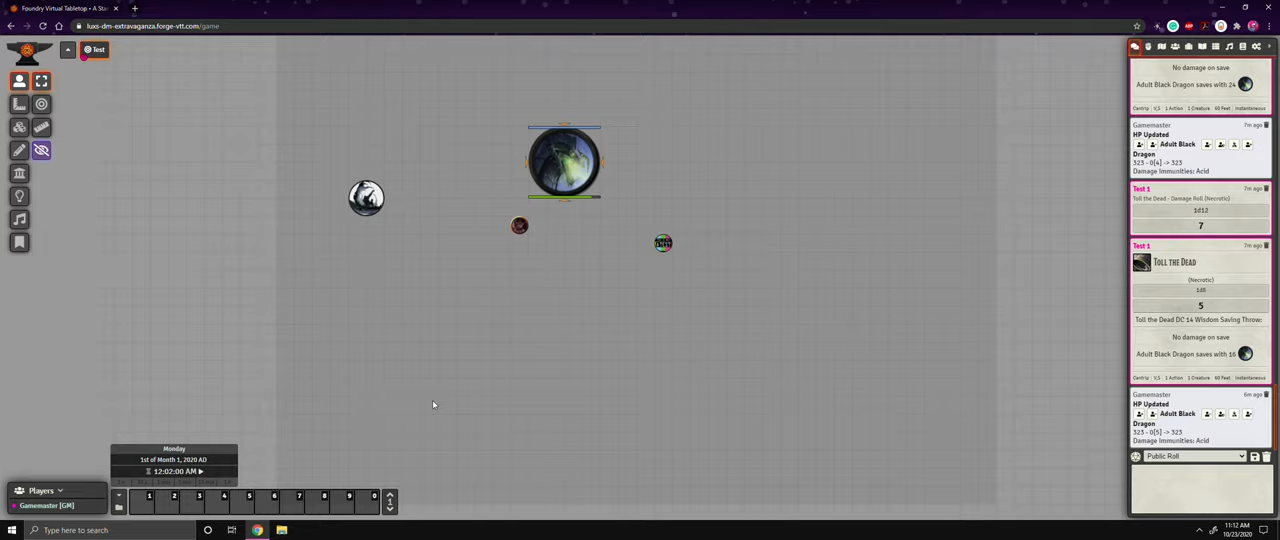 Foundry Virtual Tabletop • A Sta
luxs-dm-extravaganza.forge-vtt.com/game
Test
No damage on save
Adult Black Dragon saves with 24
Cantrip V,S 1 Action 1 Creature 60 Feet Instantaneous
Gamemaster 7m ago
HP Updated
Adult Black
Dragon
323 - 0[4] -> 323
Damage Immunities: Acid
Test 1 7m ago
Toll the Dead - Damage Roll (Necrotic)
1d12
7
Test 1
Toll the Dead
(Necrotic)
1d8
5
Toll the Dead DC 14 Wisdom Saving Throw:
No damage on save
Adult Black Dragon saves with 16
Cantrip V,S 1 Action 1 Creature 60 Feet Instantaneous
Gamemaster 6m ago
HP Updated
Adult Black
Dragon
323 - 0[5] -> 323
Damage Immunities: Acid
Public Roll
Monday
1st of Month 1, 2020 AD
12:02:00 AM
Players
Gamemaster [GM]
1 2 3 4 5 6 7 8 9 0
1
Type here to search
11:12 AM
10/23/2020